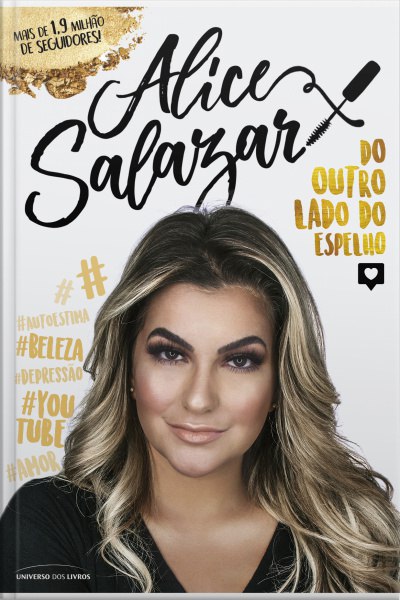 MAIS DE 1.9 MILHÃO
DE SEGUIDORES!
Alice
Salazar
DO
OUTRO
LADO DO
ESPELHO
#
#
#AUTOESTIMA
#BELEZA
#DEPRESSÃO
#YOU
TUBE
#AMOR
UNIVERSO DOS LIVROS